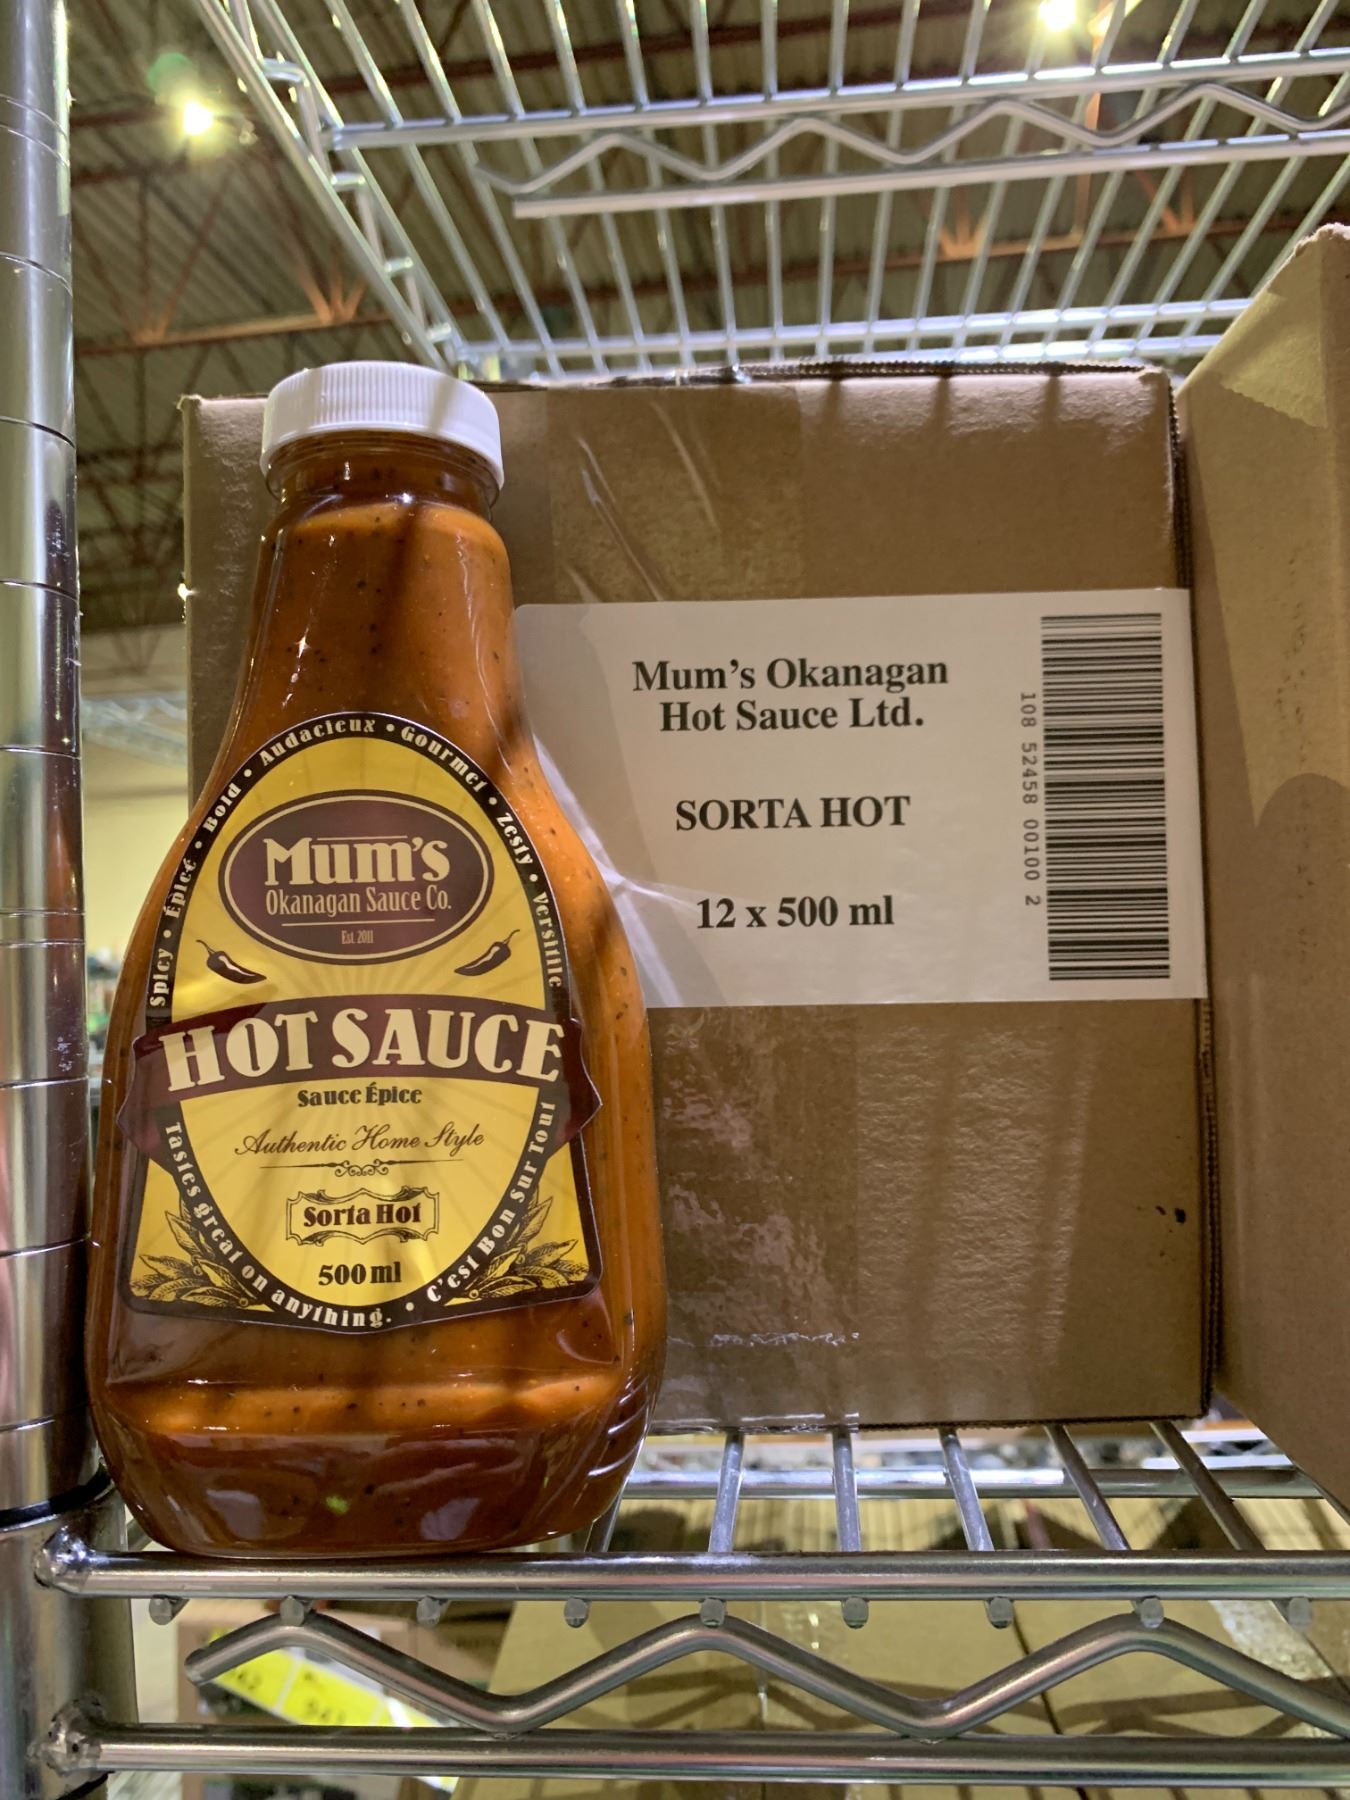 Spicy • Épicé • Bold • Audacieux • Gourmet • Zesty • Versitile
Mum's
Okanagan Sauce Co.
Est. 2011
HOT SAUCE
Sauce Épice
Authentic Home Style
Sorta Hot
500 ml
Tastes great on anything. • C'est Bon Sur Tout
Mum's Okanagan
Hot Sauce Ltd.
SORTA HOT
12 x 500 ml
108 52458 00100 2